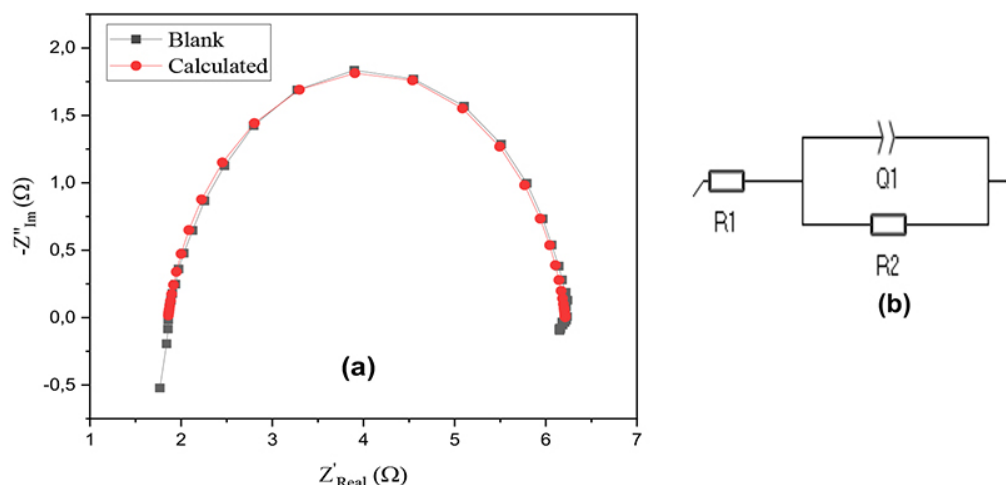 Blank
Calculated
2,0
1,5
1,0
0,5
0,0
-0,5
-Z"Im (Ω)
1 2 3 4 5 6 7
Z'Real (Ω)
(a)
Q1
R1
R2
(b)